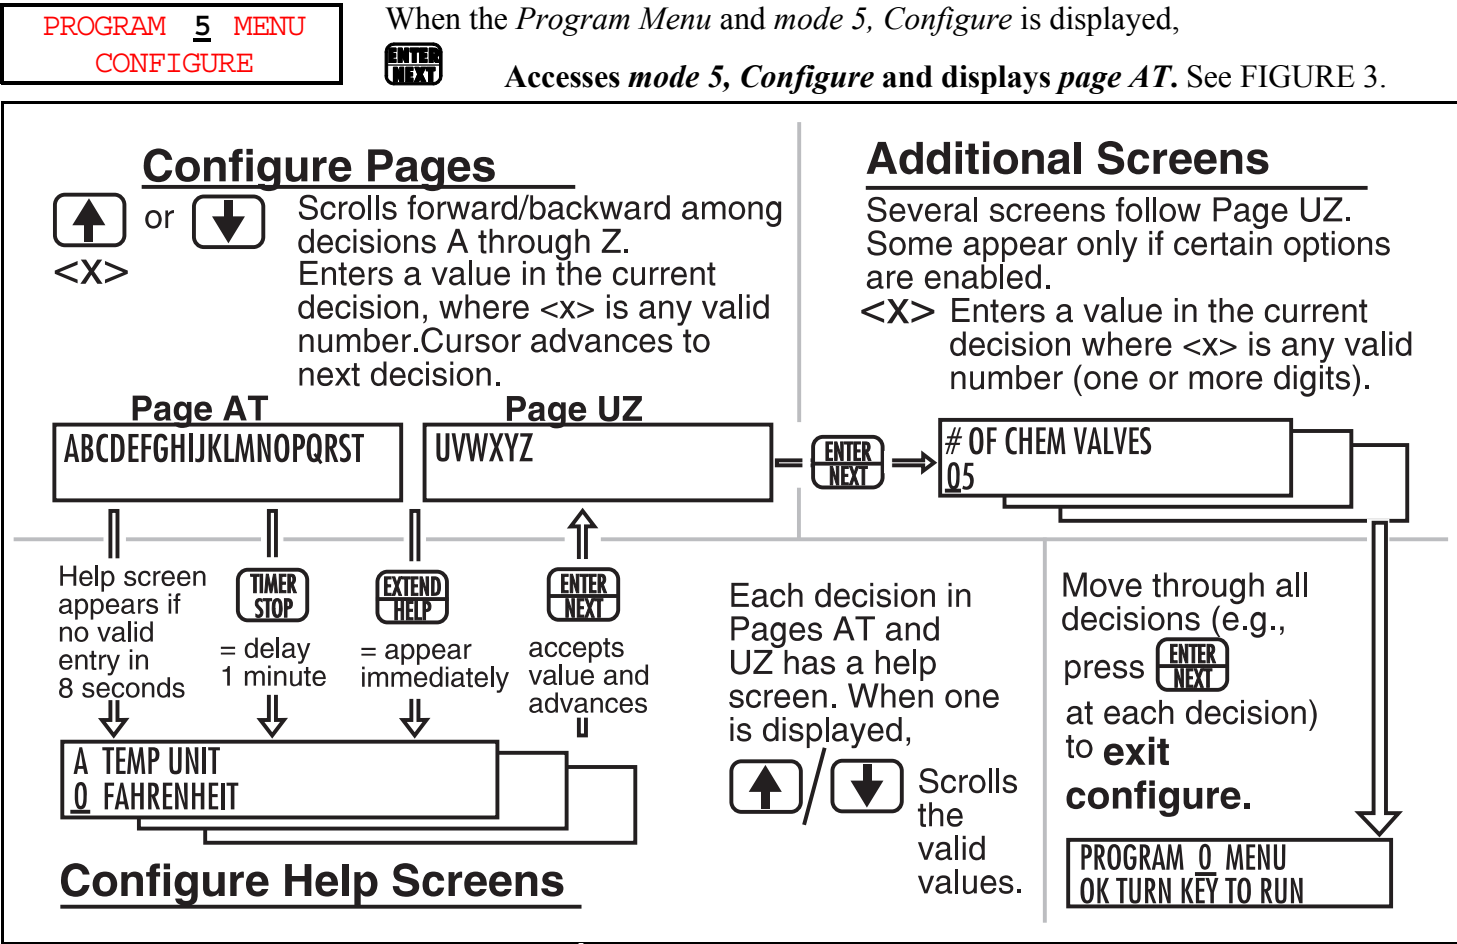 PROGRAM 5 MENU
CONFIGURE
When the Program Menu and mode 5, Configure is displayed,
ENTER
NEXT
Accesses mode 5, Configure and displays page AT. See FIGURE 3.
Configure Pages
or
<X>
Scrolls forward/backward among
decisions A through Z.
Enters a value in the current
decision, where <x> is any valid
number.Cursor advances to
next decision.
Page AT
ABCDEFGHIJKLMNOPQRST
Page UZ
UVWXYZ
Additional Screens
Several screens follow Page UZ.
Some appear only if certain options
are enabled.
<X> Enters a value in the current
decision where <x> is any valid
number (one or more digits).
ENTER
NEXT
# OF CHEM VALVES
05
Help screen
appears if
no valid
entry in
8 seconds
TIMER
STOP
= delay
1 minute
EXTEND
HELP
= appear
immediately
ENTER
NEXT
accepts
value and
advances
A TEMP UNIT
0 FAHRENHEIT
Configure Help Screens
Each decision in
Pages AT and
UZ has a help
screen. When one
is displayed,
/
Scrolls
the
valid
values.
Move through all
decisions (e.g.,
press ENTER
NEXT
at each decision)
to exit
configure.
PROGRAM 0 MENU
OK TURN KEY TO RUN